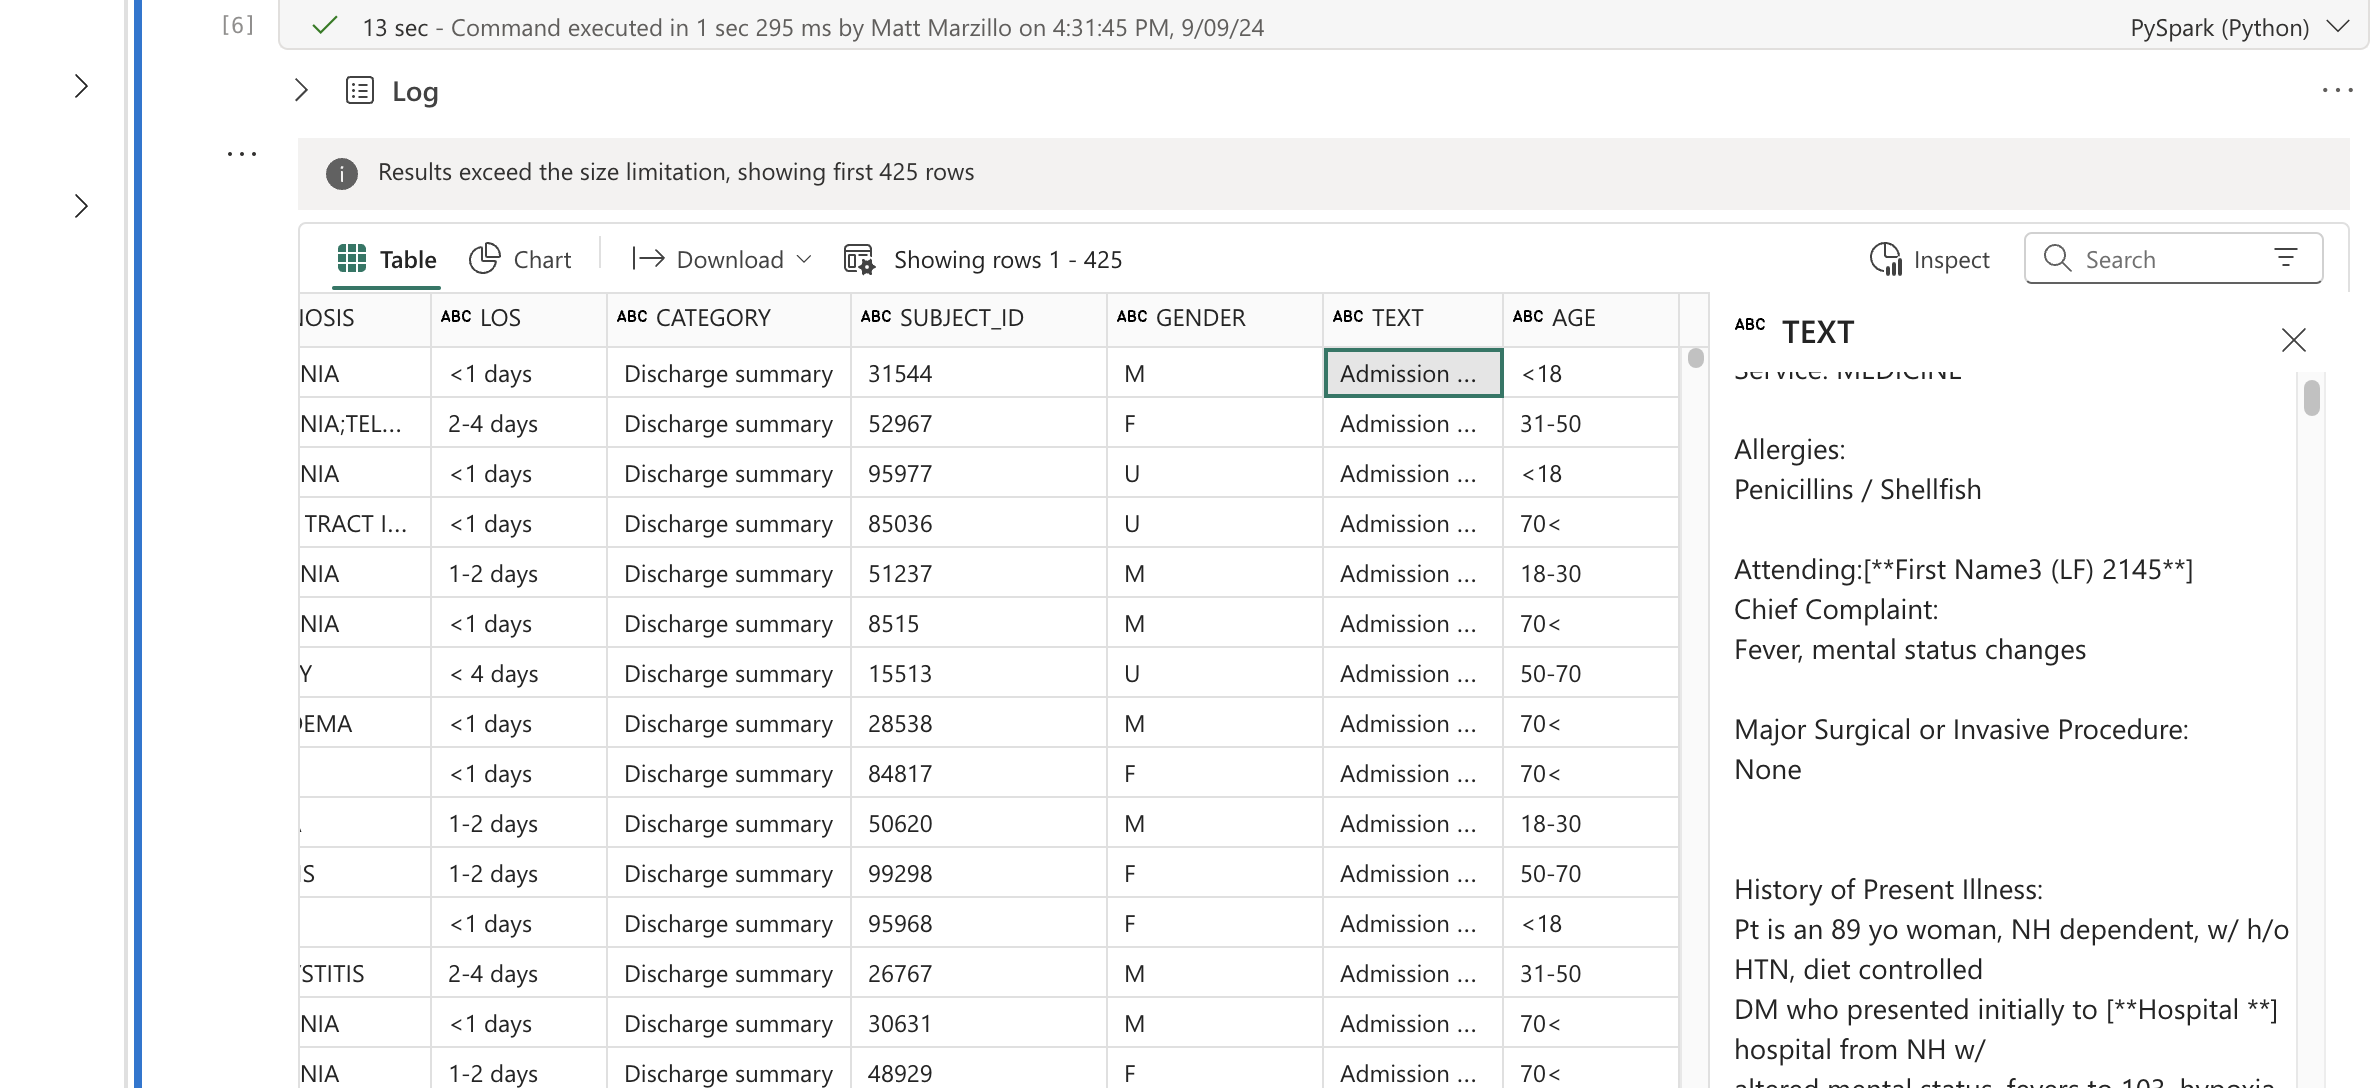 [6] 13 sec - Command executed in 1 sec 295 ms by Matt Marzillo on 4:31:45 PM, 9/09/24 PySpark (Python)
Log
Results exceed the size limitation, showing first 425 rows
Table Chart Download Showing rows 1 - 425 Inspect Search
NOSIS ABC LOS ABC CATEGORY ABC SUBJECT_ID ABC GENDER ABC TEXT ABC AGE
NIA <1 days Discharge summary 31544 M Admission ... <18
NIA;TEL... 2-4 days Discharge summary 52967 F Admission ... 31-50
NIA <1 days Discharge summary 95977 U Admission ... <18
TRACT I... <1 days Discharge summary 85036 U Admission ... 70<
NIA 1-2 days Discharge summary 51237 M Admission ... 18-30
NIA <1 days Discharge summary 8515 M Admission ... 70<
Y < 4 days Discharge summary 15513 U Admission ... 50-70
DEMA <1 days Discharge summary 28538 M Admission ... 70<
<1 days Discharge summary 84817 F Admission ... 70<
1-2 days Discharge summary 50620 M Admission ... 18-30
S 1-2 days Discharge summary 99298 F Admission ... 50-70
<1 days Discharge summary 95968 F Admission ... <18
STITIS 2-4 days Discharge summary 26767 M Admission ... 31-50
NIA <1 days Discharge summary 30631 M Admission ... 70<
NIA 1-2 days Discharge summary 48929 F Admission ... 70<
ABC TEXT
Service: MEDICINE
Allergies:
Penicillins / Shellfish
Attending:[**First Name3 (LF) 2145**]
Chief Complaint:
Fever, mental status changes
Major Surgical or Invasive Procedure:
None
History of Present Illness:
Pt is an 89 yo woman, NH dependent, w/ h/o
HTN, diet controlled
DM who presented initially to [**Hospital **]
hospital from NH w/
altered mental status, fevers to 103, hypoxia